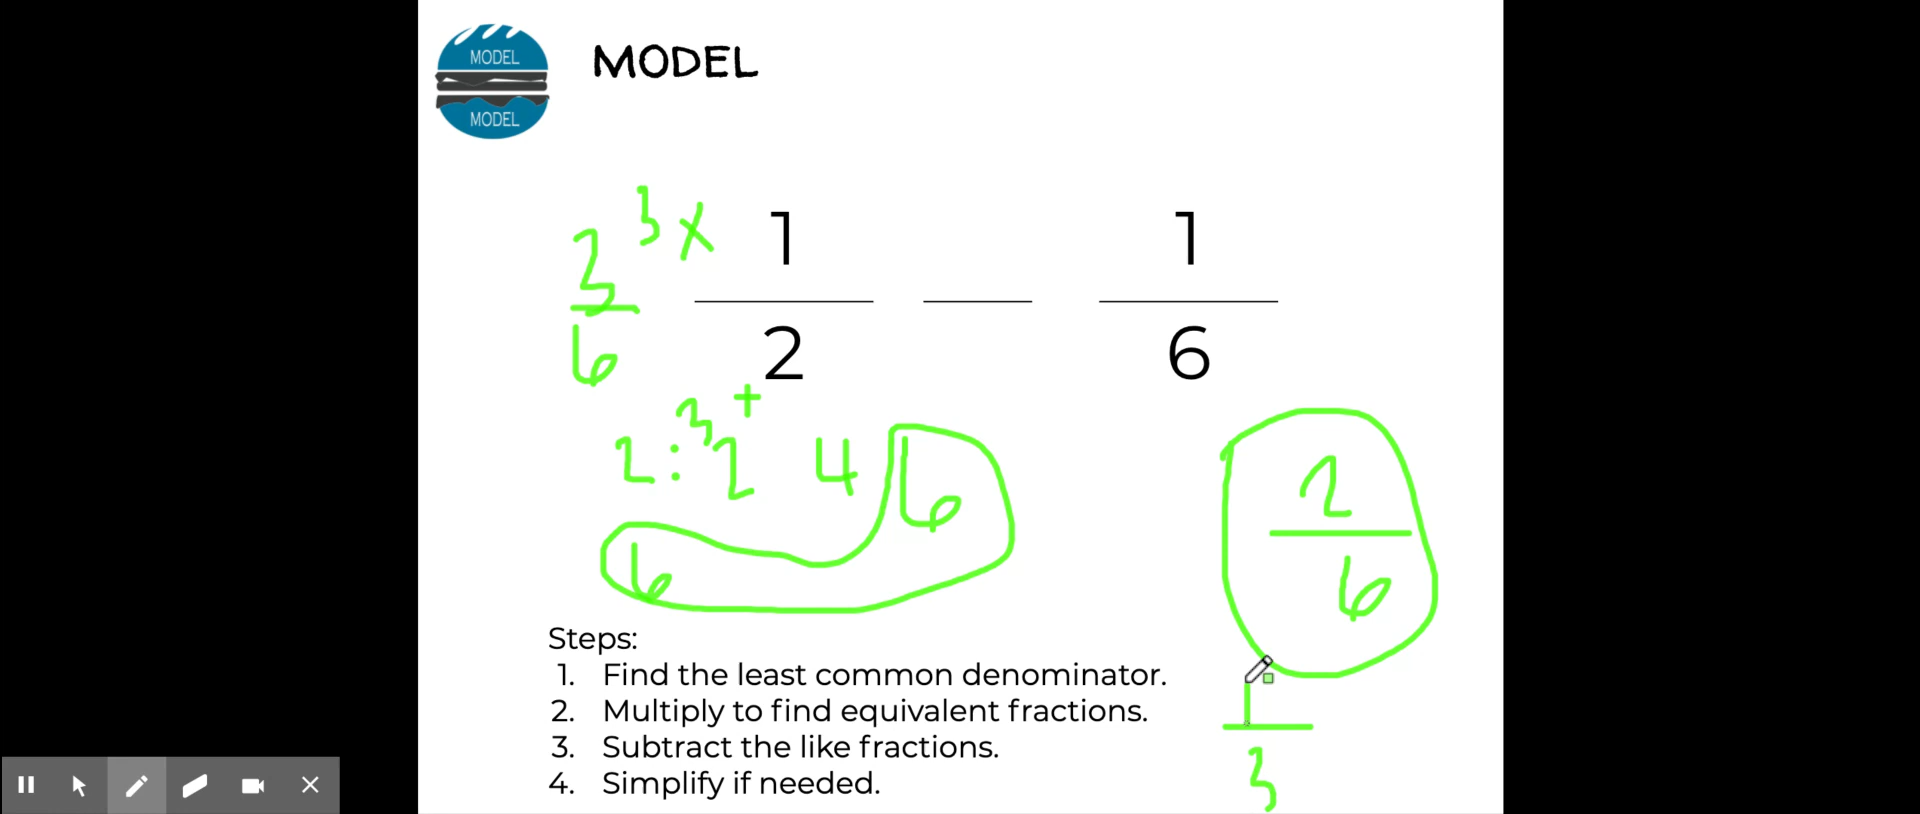 MODEL
MODEL
MODEL
3 x 1 1
3
6
2 6
3 +
2 : 2 4 6
6
2
6
Steps:
1. Find the least common denominator.
2. Multiply to find equivalent fractions.
3. Subtract the like fractions.
4. Simplify if needed.
1
3